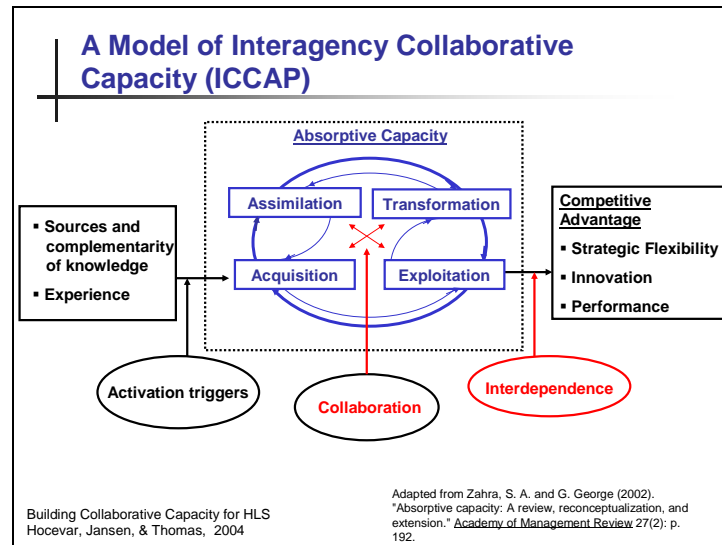 A Model of Interagency Collaborative
Capacity (ICCAP)
Absorptive Capacity
Assimilation
Transformation
Acquisition
Exploitation
▪ Sources and
complementarity
of knowledge
▪ Experience
Competitive
Advantage
▪ Strategic Flexibility
▪ Innovation
▪ Performance
Activation triggers
Collaboration
Interdependence
Building Collaborative Capacity for HLS
Hocevar, Jansen, & Thomas, 2004
Adapted from Zahra, S. A. and G. George (2002).
"Absorptive capacity: A review, reconceptualization, and
extension." Academy of Management Review 27(2): p.
192.